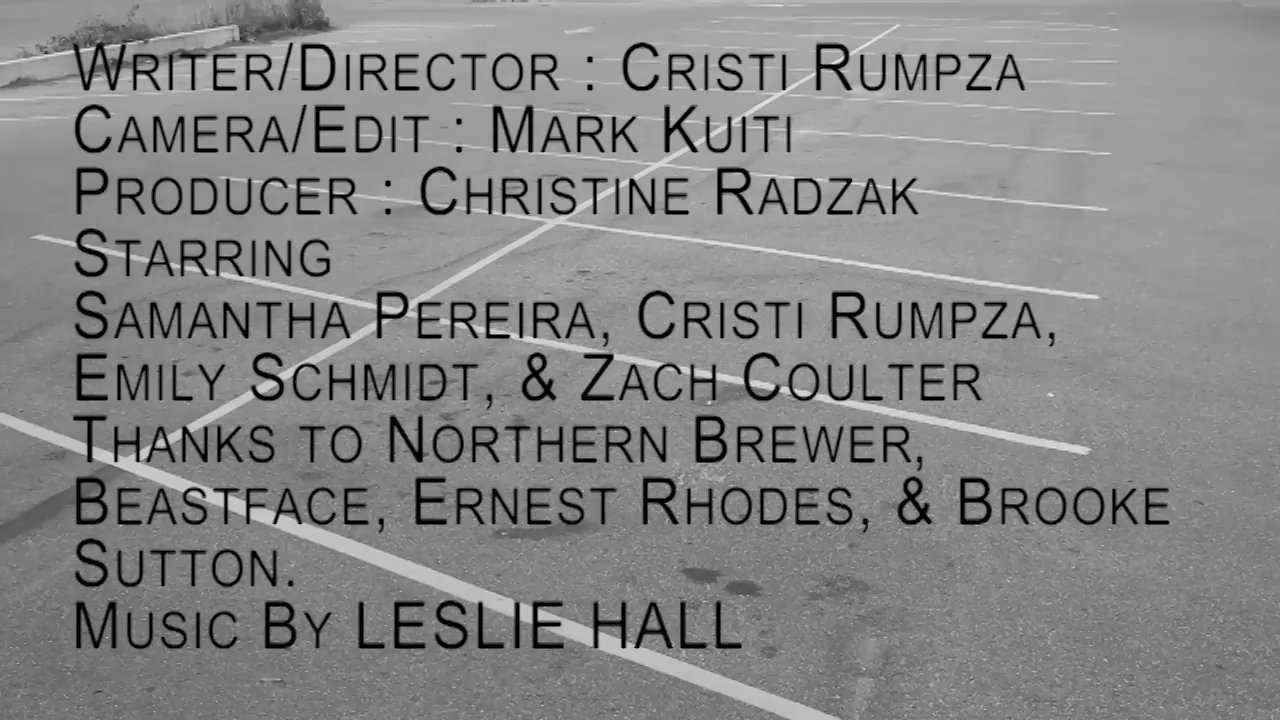 Writer/Director : Cristi Rumpza
Camera/Edit : Mark Kuiti
Producer : Christine Radzak
Starring
Samantha Pereira, Cristi Rumpza,
Emily Schmidt, & Zach Coulter
Thanks to Northern Brewer,
Beastface, Ernest Rhodes, & Brooke
Sutton.
Music By LESLIE HALL